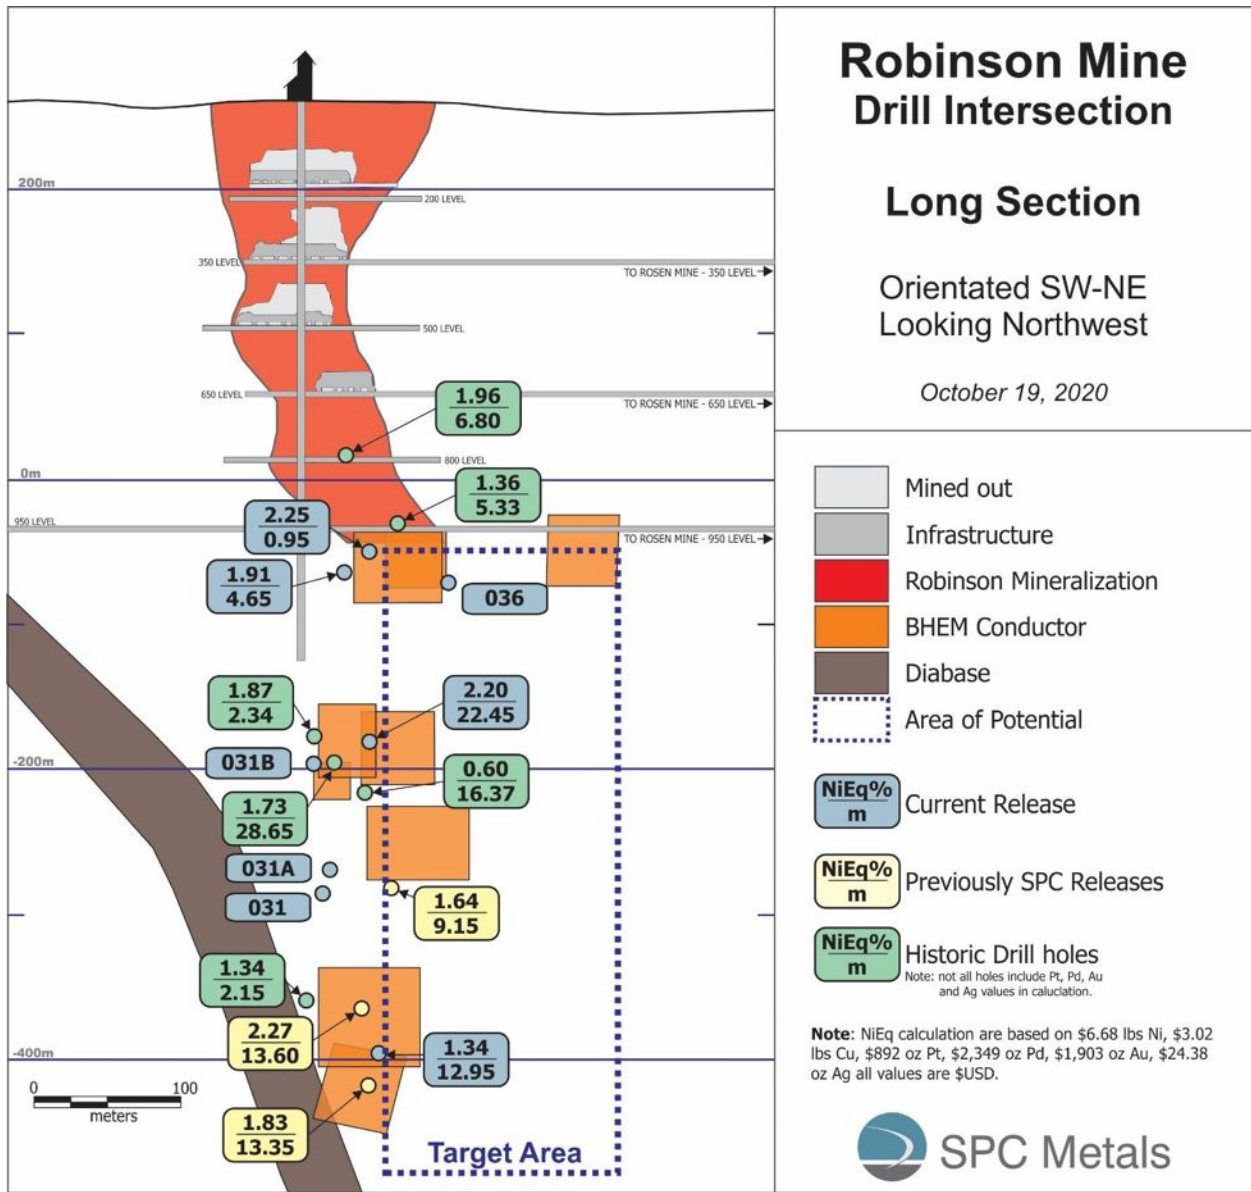 Robinson Mine
Drill Intersection
Long Section
Orientated SW-NE
Looking Northwest
October 19, 2020
200m
200 LEVEL
350 LEVEL
TO ROSEN MINE - 350 LEVEL
500 LEVEL
650 LEVEL
TO ROSEN MINE - 650 LEVEL
1.96
6.80
800 LEVEL
0m
1.36
5.33
2.25
0.95
950 LEVEL
TO ROSEN MINE - 950 LEVEL
1.91
4.65
036
1.87
2.34
2.20
22.45
031B
-200m
0.60
16.37
1.73
28.65
031A
031
1.64
9.15
1.34
2.15
2.27
13.60
-400m
1.34
12.95
0 100
meters
1.83
13.35
Target Area
Mined out
Infrastructure
Robinson Mineralization
BHEM Conductor
Diabase
Area of Potential
NiEq%
m
Current Release
NiEq%
m
Previously SPC Releases
NiEq%
m
Historic Drill holes
Note: not all holes include Pt, Pd, Au
and Ag values in caluclation.
Note: NiEq calculation are based on $6.68 lbs Ni, $3.02
lbs Cu, $892 oz Pt, $2,349 oz Pd, $1,903 oz Au, $24.38
oz Ag all values are $USD.
SPC Metals